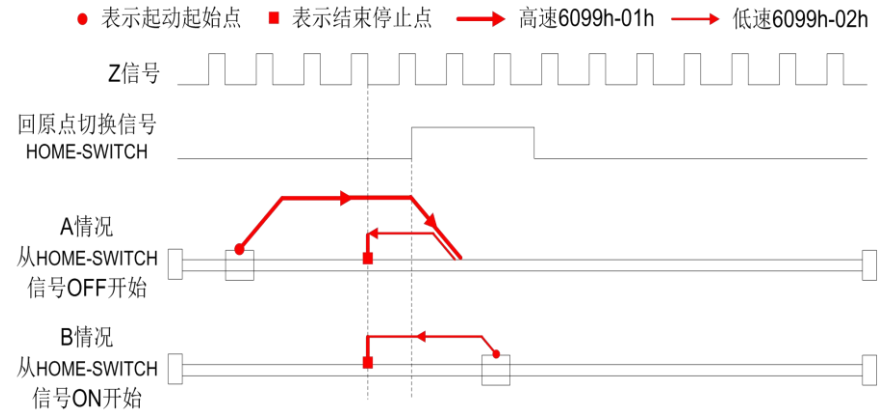 表示起动起始点 表示结束停止点 高速6099h-01h 低速6099h-02h
Z信号
回原点切换信号
HOME-SWITCH
A情况
从HOME-SWITCH
信号OFF开始
B情况
从HOME-SWITCH
信号ON开始